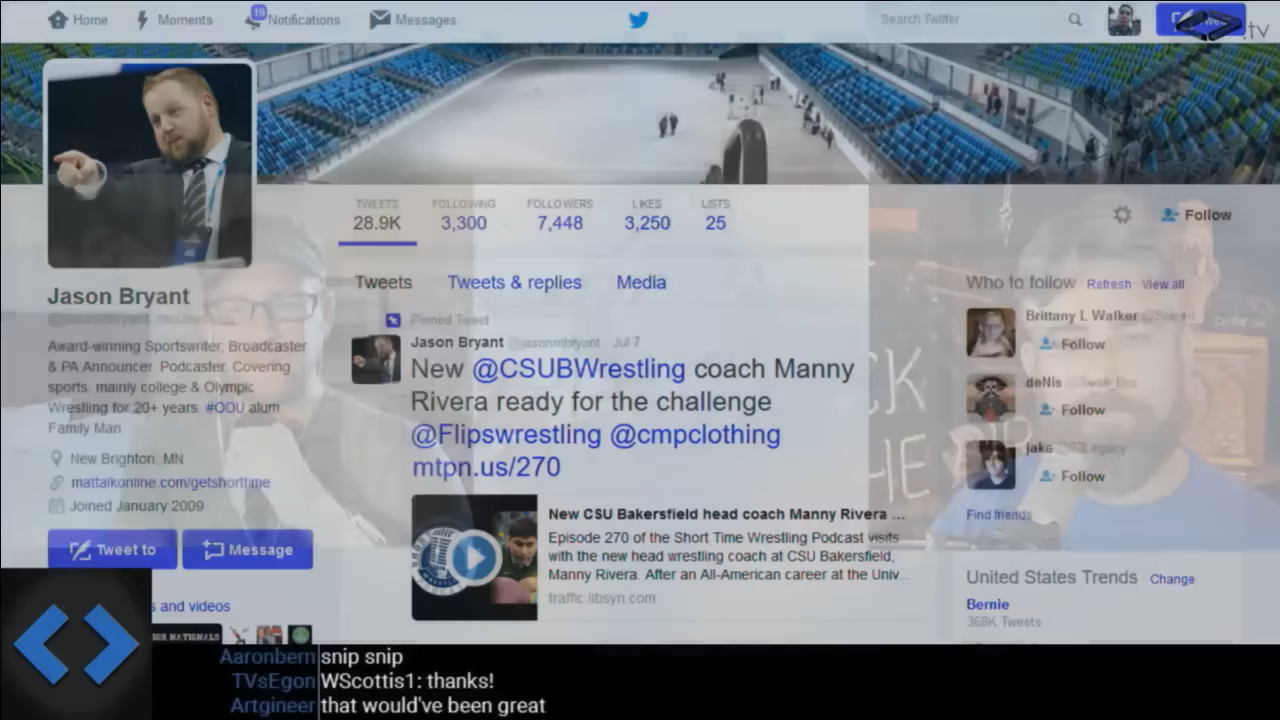 Home Moments 19 Notifications Messages Search Twitter
.tv
TWEETS FOLLOWING FOLLOWERS LIKES LISTS
28.9K 3,300 7,448 3,250 25
Follow
Tweets Tweets & replies Media
Who to follow Refresh View all
Jason Bryant
Award-winning Sportswriter, Broadcaster
& PA Announcer. Podcaster. Covering
sports, mainly college & Olympic
Wrestling for 20+ years. #ODU alum
Family Man
New Brighton, MN
mattalkonline.com/getshorttime
Joined January 2009
Tweet to Message
s and videos
Pinned Tweet
Jason Bryant @jasonmbryant Jul 7
New @CSUBWrestling coach Manny
Rivera ready for the challenge
@Flipswrestling @cmpclothing
mtpn.us/270
New CSU Bakersfield head coach Manny Rivera ...
Episode 270 of the Short Time Wrestling Podcast visits
with the new head wrestling coach at CSU Bakersfield,
Manny Rivera. After an All-American career at the Univ...
traffic.libsyn.com
Brittany L Walker
Follow
deNis
Follow
jake
Follow
Find friends
United States Trends · Change
Bernie
368K Tweets
Aaronbern snip snip
TVsEgon WScottis1: thanks!
Artgineer that would've been great